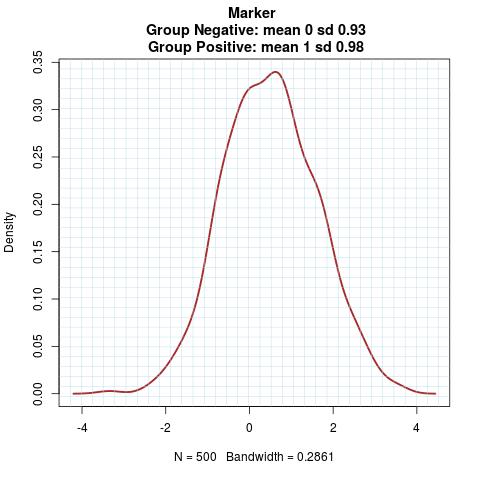 Marker
Group Negative: mean 0 sd 0.93
Group Positive: mean 1 sd 0.98
Density
0.35
0.30
0.25
0.20
0.15
0.10
0.05
0.00
-4 -2 0 2 4
N = 500 Bandwidth = 0.2861